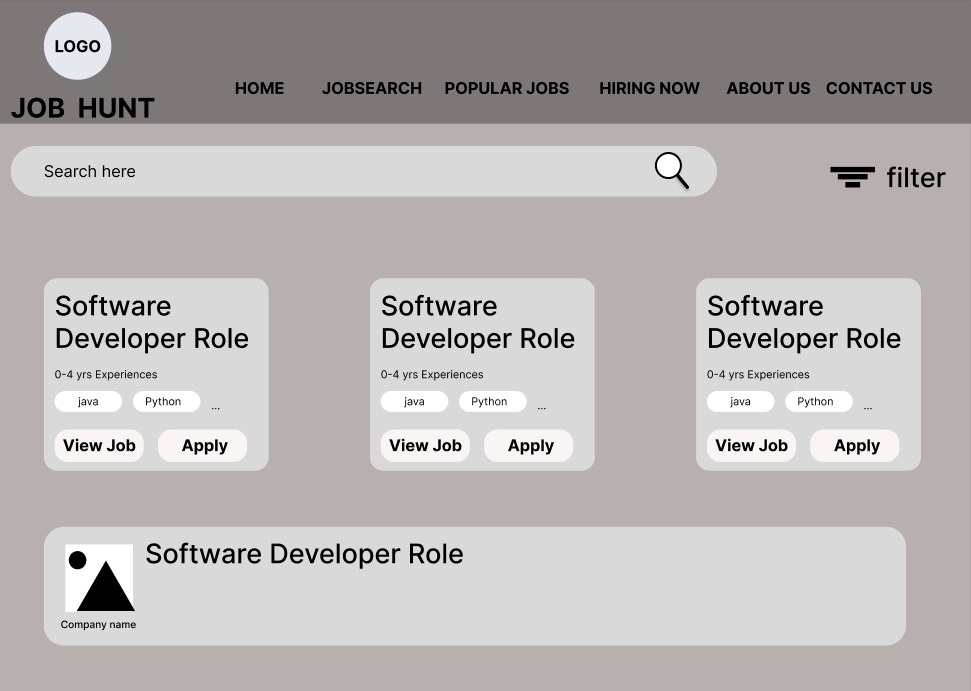 LOGO
JOB HUNT
HOME JOBSEARCH POPULAR JOBS HIRING NOW ABOUT US CONTACT US
Search here
filter
Software
Developer Role
0-4 yrs Experiences
java Python ...
View Job Apply
Software
Developer Role
0-4 yrs Experiences
java Python ...
View Job Apply
Software
Developer Role
0-4 yrs Experiences
java Python ...
View Job Apply
Software Developer Role
Company name